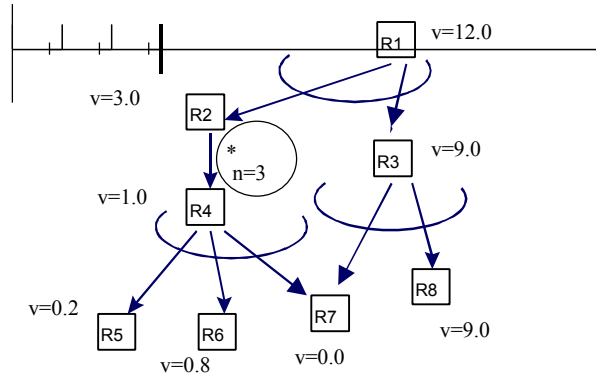 R1 v=12.0
v=3.0 R2
* n=3
R3 v=9.0
v=1.0 R4
v=0.2 R5
R6 v=0.8
R7 v=0.0
R8 v=9.0